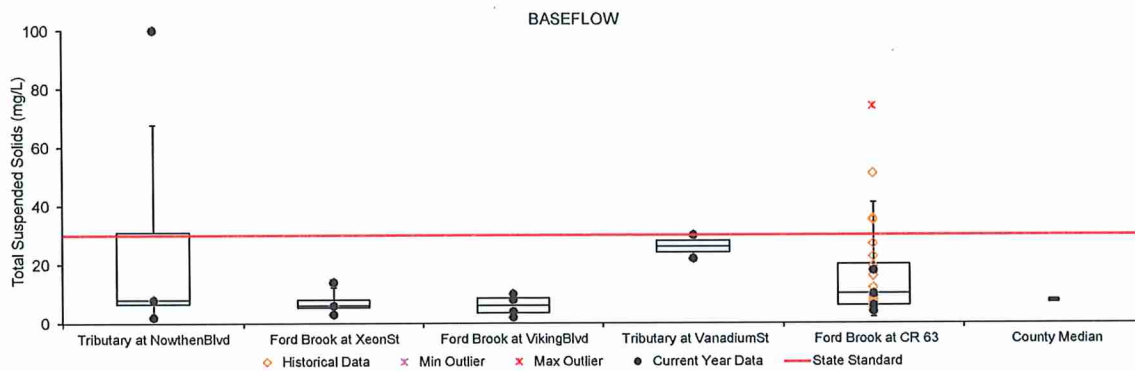 BASEFLOW
Total Suspended Solids (mg/L)
100
80
60
40
20
0
Tributary at NowthenBlvd
Ford Brook at XeonSt
Ford Brook at VikingBlvd
Tributary at VanadiumSt
Ford Brook at CR 63
County Median
Historical Data
Min Outlier
Max Outlier
Current Year Data
State Standard